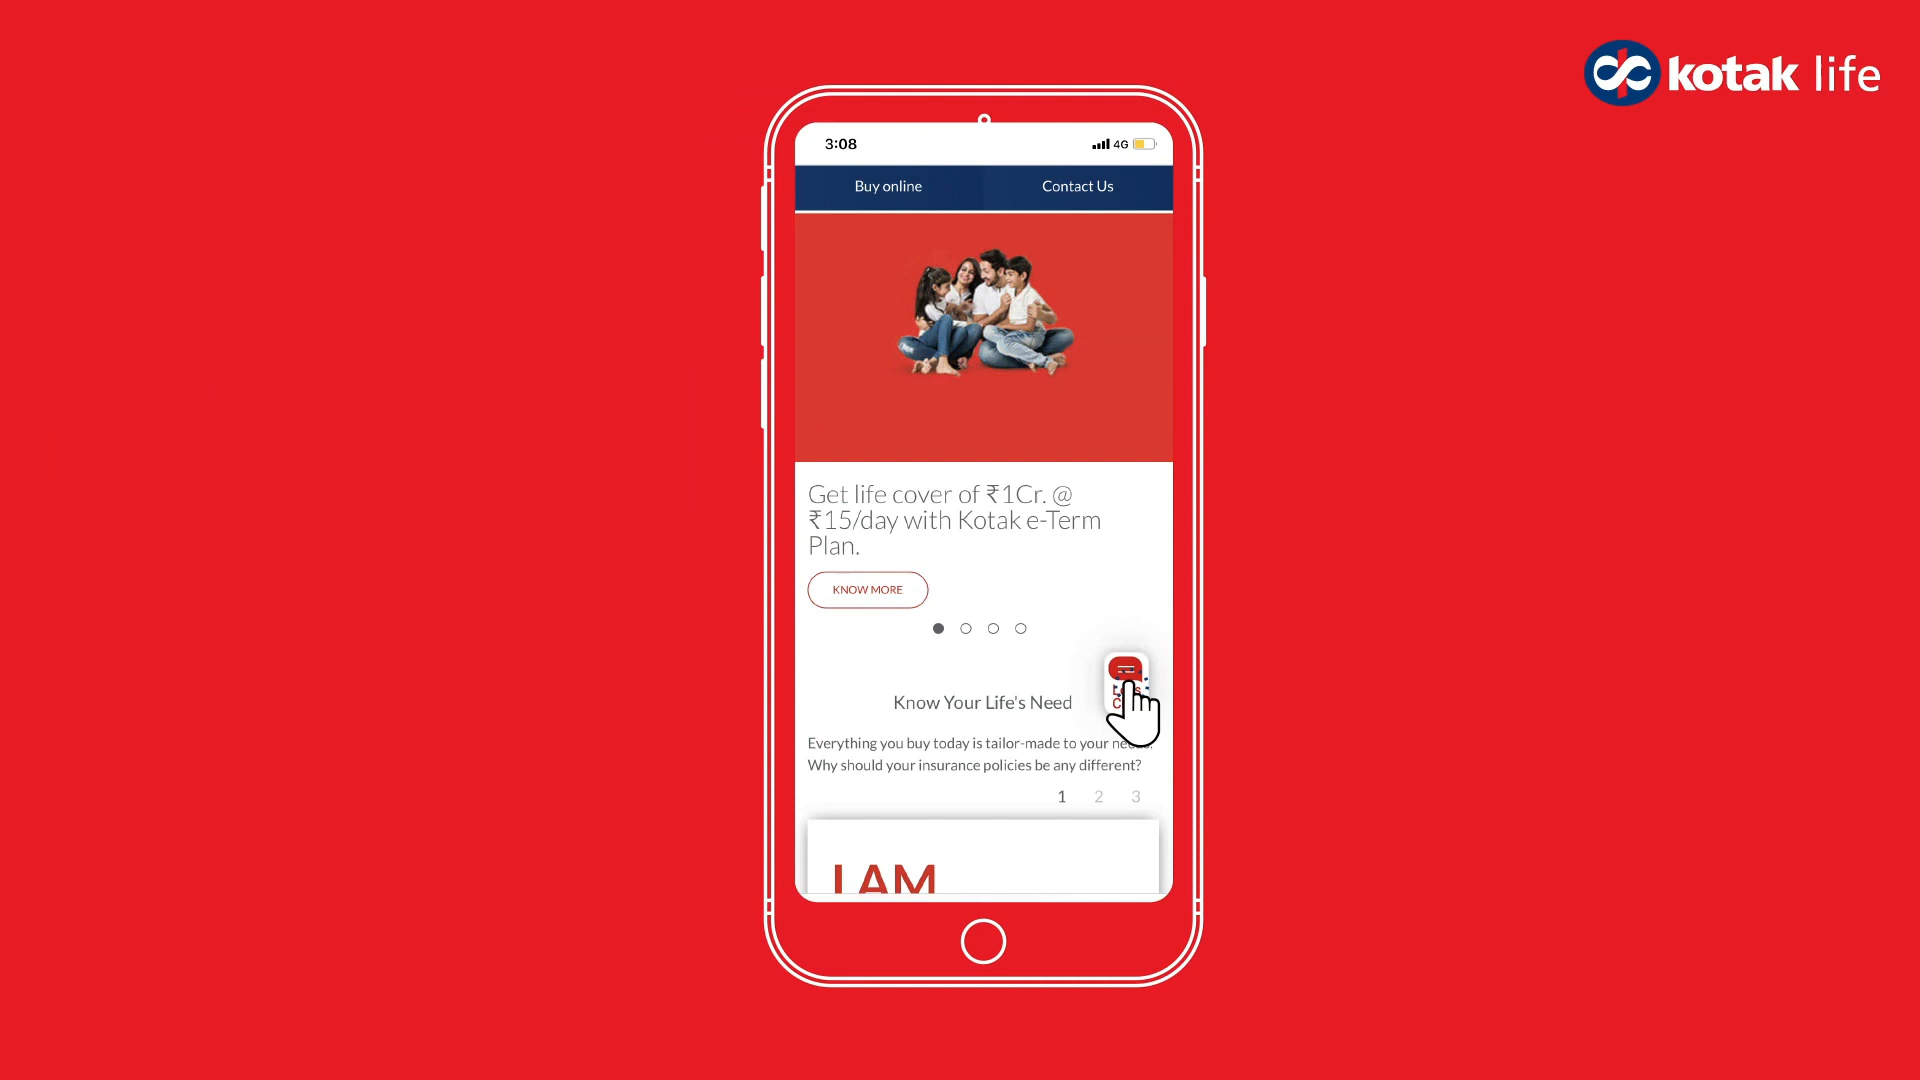 kotak life
3:08
4G
Buy online
Contact Us
Get life cover of ₹1Cr. @
₹15/day with Kotak e-Term
Plan.
KNOW MORE
Know Your Life's Need
Everything you buy today is tailor-made to your
Why should your insurance policies be any different?
1 2 3
I AM